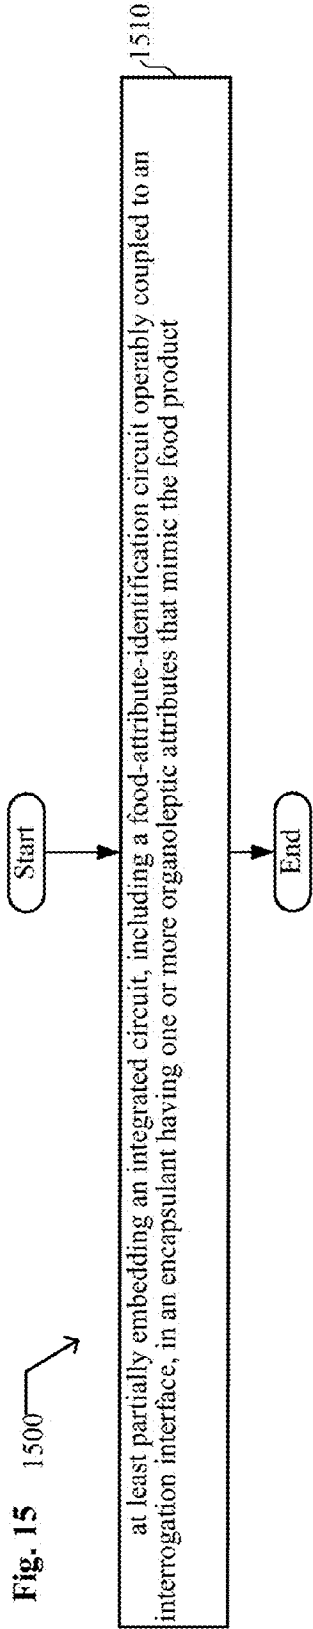 Fig. 15
1500
Start
1510
at least partially embedding an integrated circuit, including a food-attribute-identification circuit operably coupled to an
interrogation interface, in an encapsulant having one or more organoleptic attributes that mimic the food product
End